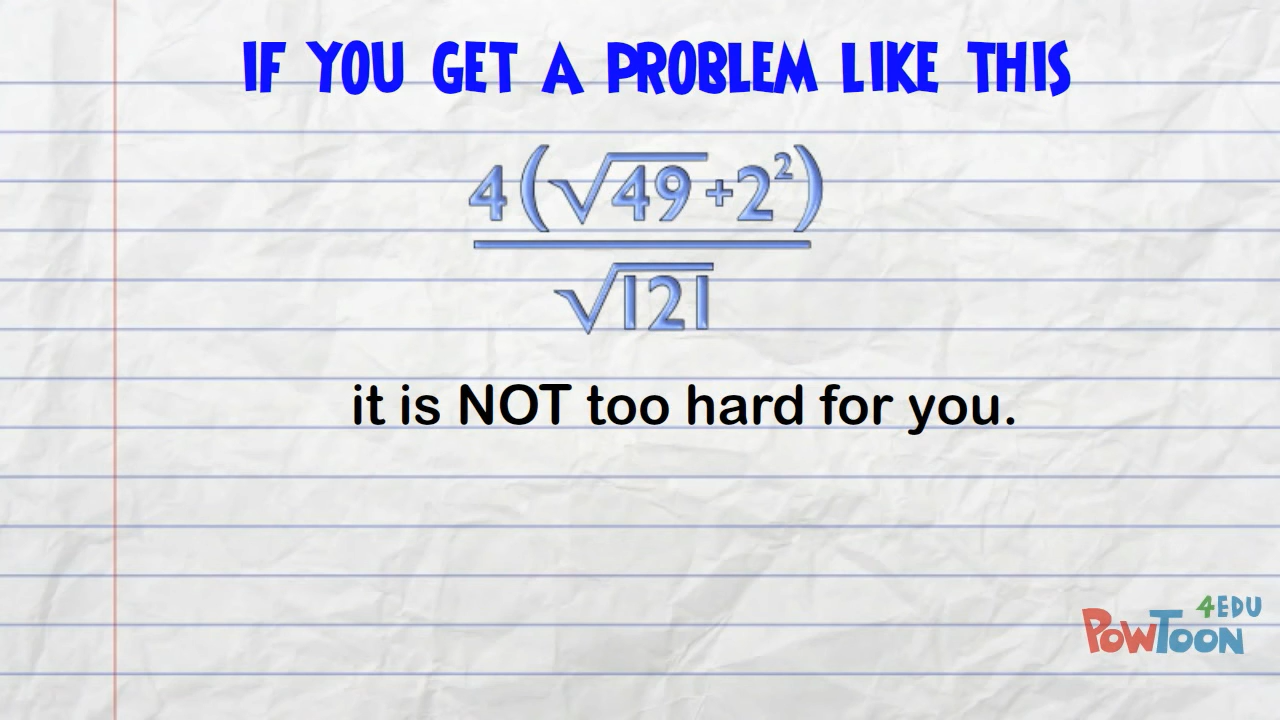 IF YOU GET A PROBLEM LIKE THIS
4(√49+2²)
√121
it is NOT too hard for you.
4EDU
POWTOON